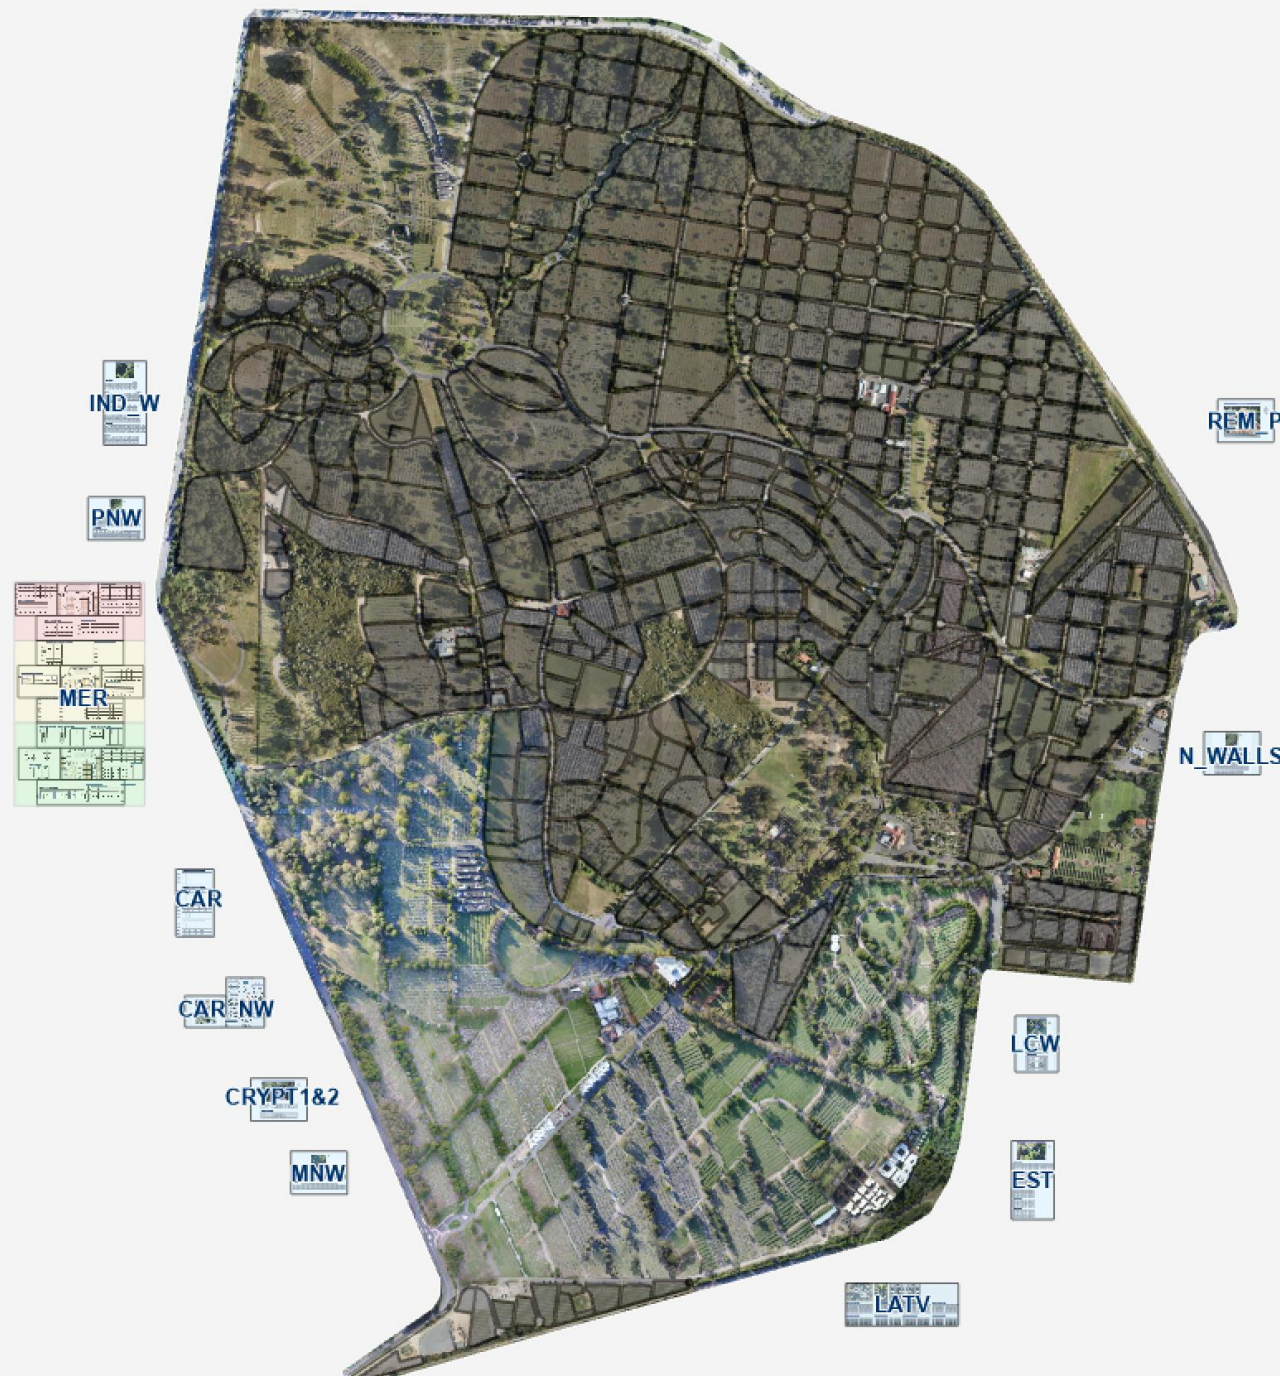 IND_W
REM_P
PNW
MER
N_WALLS
CAR
CAR_NW
LCW
CRYPT1&2
MNW
EST
LATV